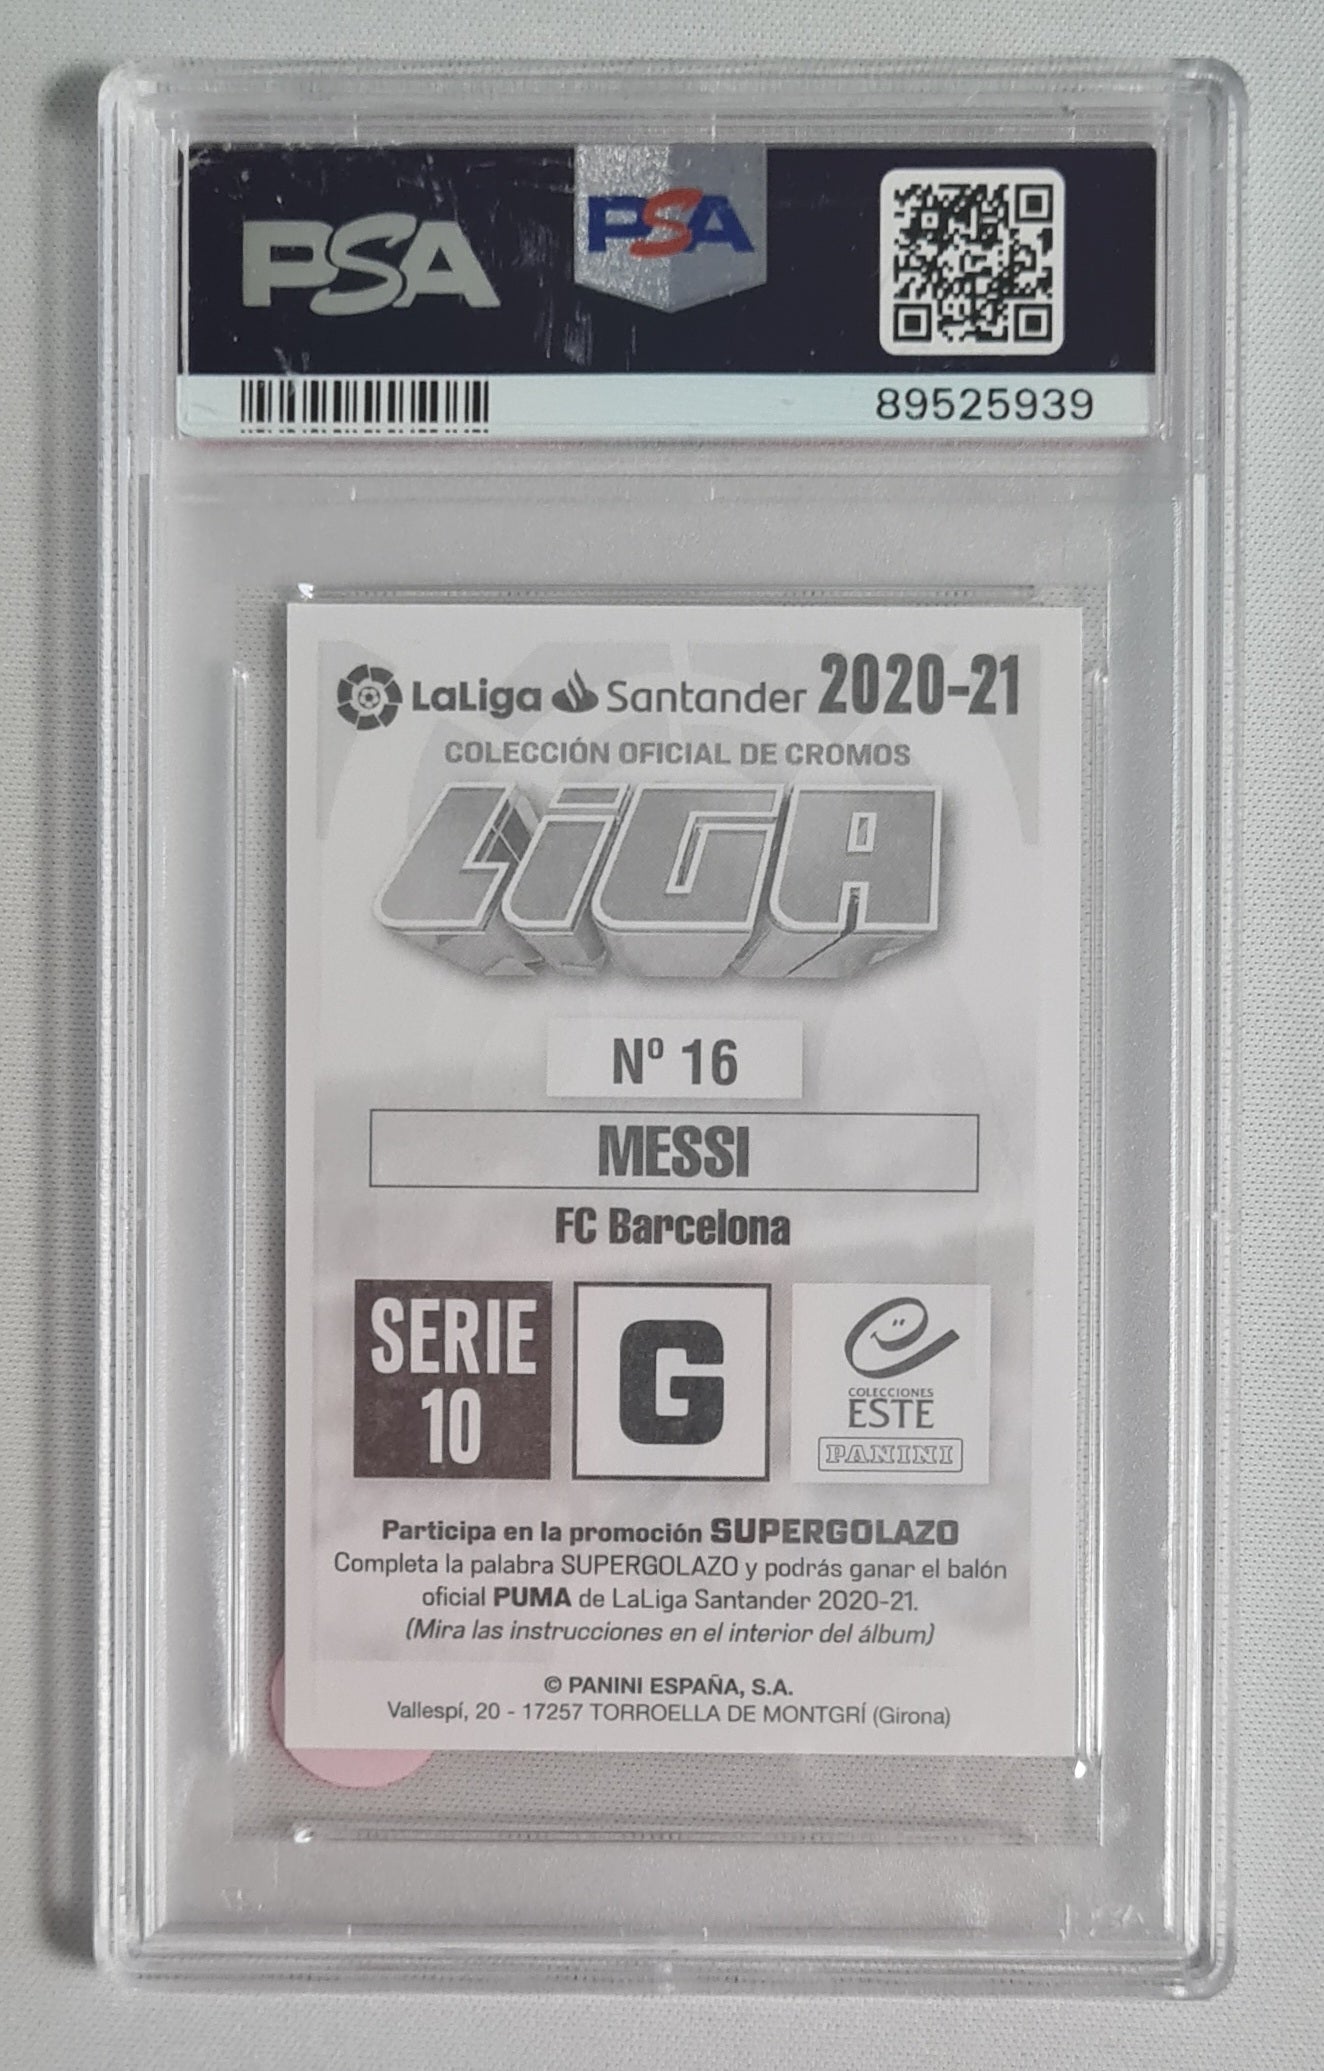 PSA
PSA
89525939
LaLiga Santander 2020-21
COLECCIÓN OFICIAL DE CROMOS
LiGA
Nº 16
MESSI
FC Barcelona
SERIE
10
G
COLECCIONES
ESTE
PANINI
Participa en la promoción SUPERGOLAZO
Completa la palabra SUPERGOLAZO y podrás ganar el balón
oficial PUMA de LaLiga Santander 2020-21.
(Mira las instrucciones en el interior del álbum)
© PANINI ESPAÑA, S.A.
Vallespí, 20 - 17257 TORROELLA DE MONTGRÍ (Girona)
PSA